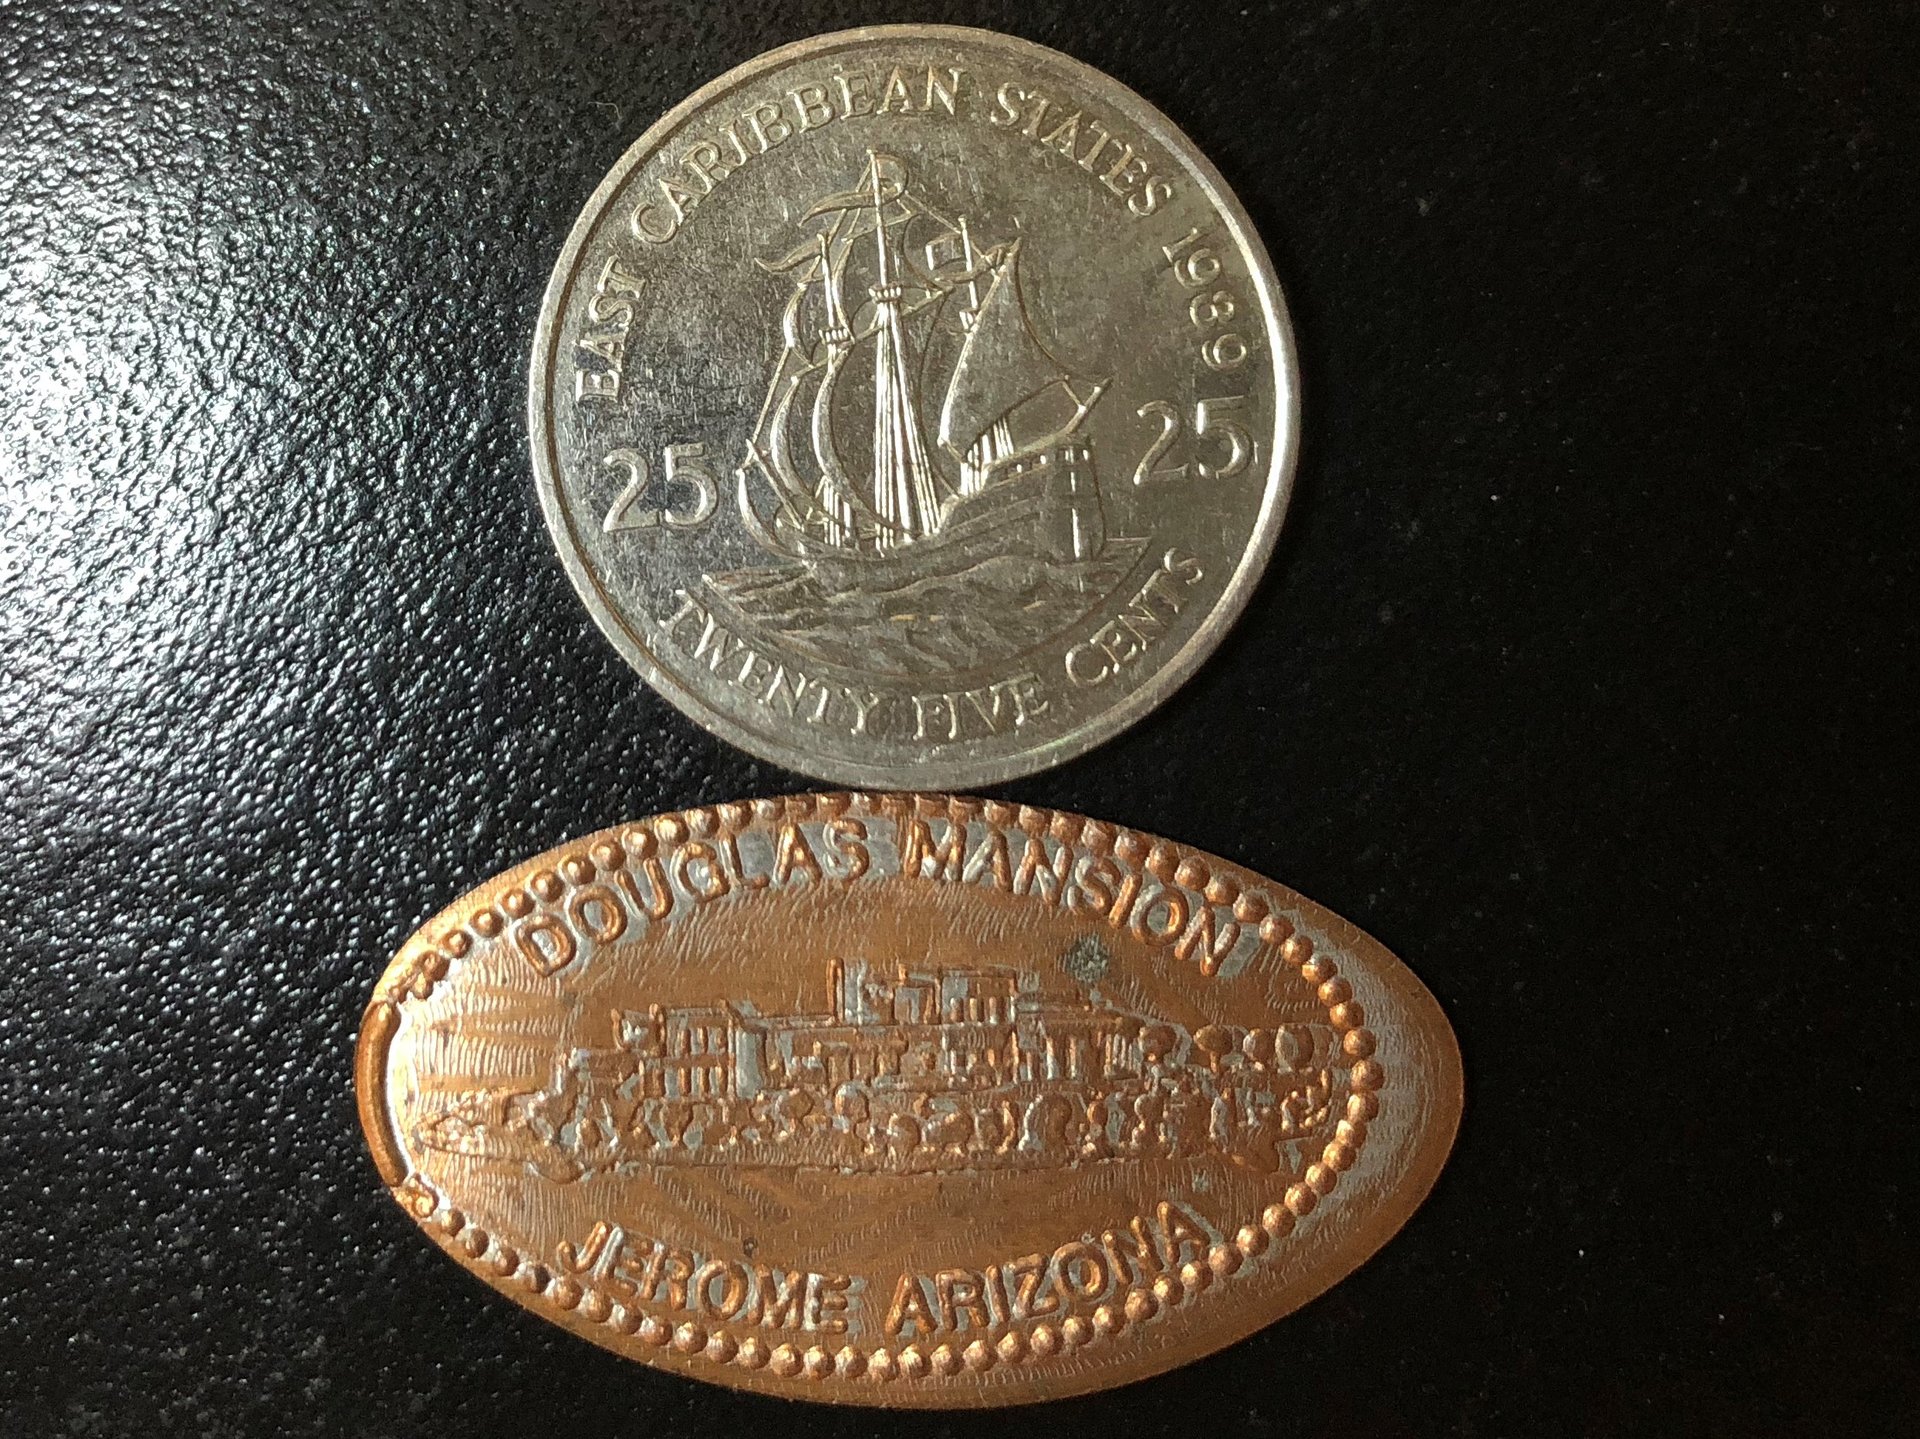 EAST CARIBBEAN STATES 1989
25 25
TWENTY FIVE CENTS
DOUGLAS MANSION
JEROME ARIZONA